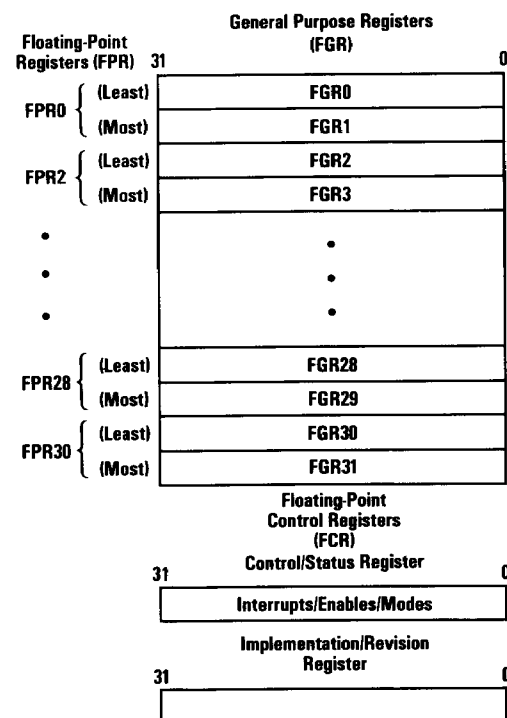 General Purpose Registers
(FGR)
Floating-Point
Registers (FPR)
31
0
FPR0
(Least)
FGR0
(Most)
FGR1
FPR2
(Least)
FGR2
(Most)
FGR3
FPR28
(Least)
FGR28
(Most)
FGR29
FPR30
(Least)
FGR30
(Most)
FGR31
Floating-Point
Control Registers
(FCR)
Control/Status Register
31
0
Interrupts/Enables/Modes
Implementation/Revision
Register
31
0